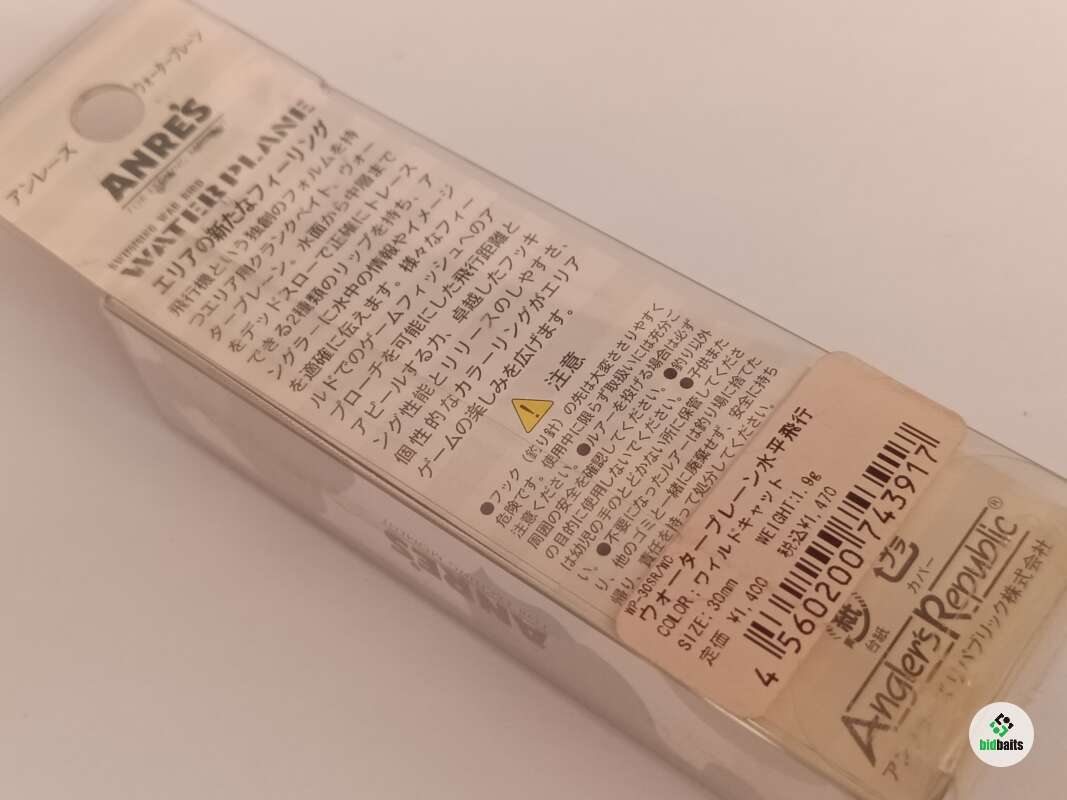 アンレーズ
ウォータープレーン
ANRE'S
RUNNING WAR BIRD
WATER PLANE
エリアの新たなフィーリング
飛行機という独創のフォルムを持
つエリア用クランクベイト、ウォー
タープレーン。水面から中層まで
をデッドスローで正確にトレース
できる2種類のリップを持ち、ア
ングラーに水中の情報やイメージ
を適確に伝えます。様々なフィー
ルドでのゲームフィッシュへのア
プローチを可能にした飛行距離と
アピールする力、卓越したフッキ
ング性能とリリースのしやすさ、
個性的なカラーリングがエリア
ゲームの楽しみを広げます。
注意
●フック(釣り針)の先は大変ささりやすく
危険です。使用中に限らず取扱いには充分ご
注意ください。●ルアーを投げる場合は必ず
周囲の安全を確認してください。●釣り以外
の目的に使用しないでください。●子供また
は幼児の手のとどかない所に保管してくださ
い。●不要になったルアーは釣り場に捨てた
り、他のゴミと一緒に廃棄せず、安全に持ち
帰り、責任を持って処分してください。
WP-30SR/WC
ウォータープレーン水平飛行
COLOR:ワイルドキャット
SIZE:30mm WEIGHT:1.9g
定価 ¥1,400 税込¥1,470
4 560200 743917
紙
台紙
プラ
カバー
Angler's Republic®
リパブリック株式会社
bidbaits